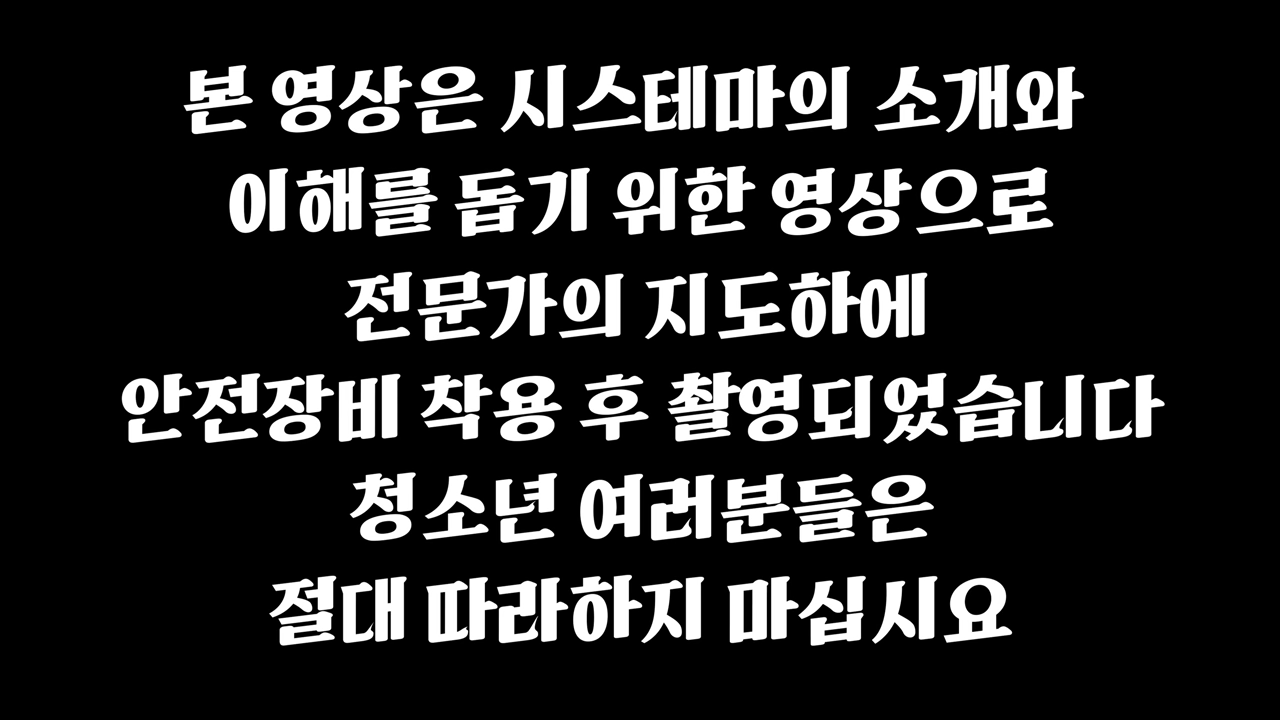 본 영상은 시스테마의 소개와
이해를 돕기 위한 영상으로
전문가의 지도하에
안전장비 착용 후 촬영되었습니다
청소년 여러분들은
절대 따라하지 마십시요